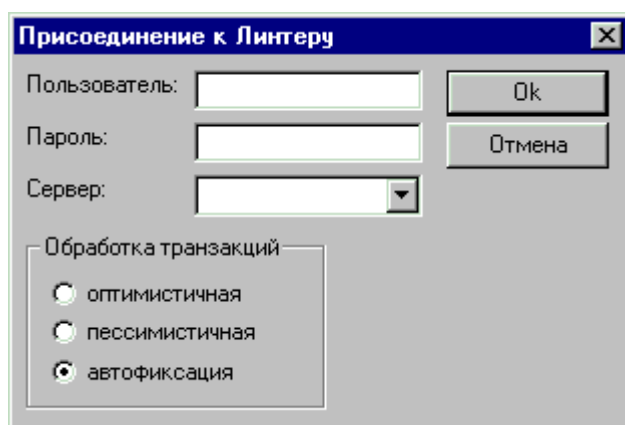 Присоединение к Линтеру
Пользователь:
Ok
Пароль:
Отмена
Сервер:
Обработка транзакций
оптимистичная
пессимистичная
автофиксация